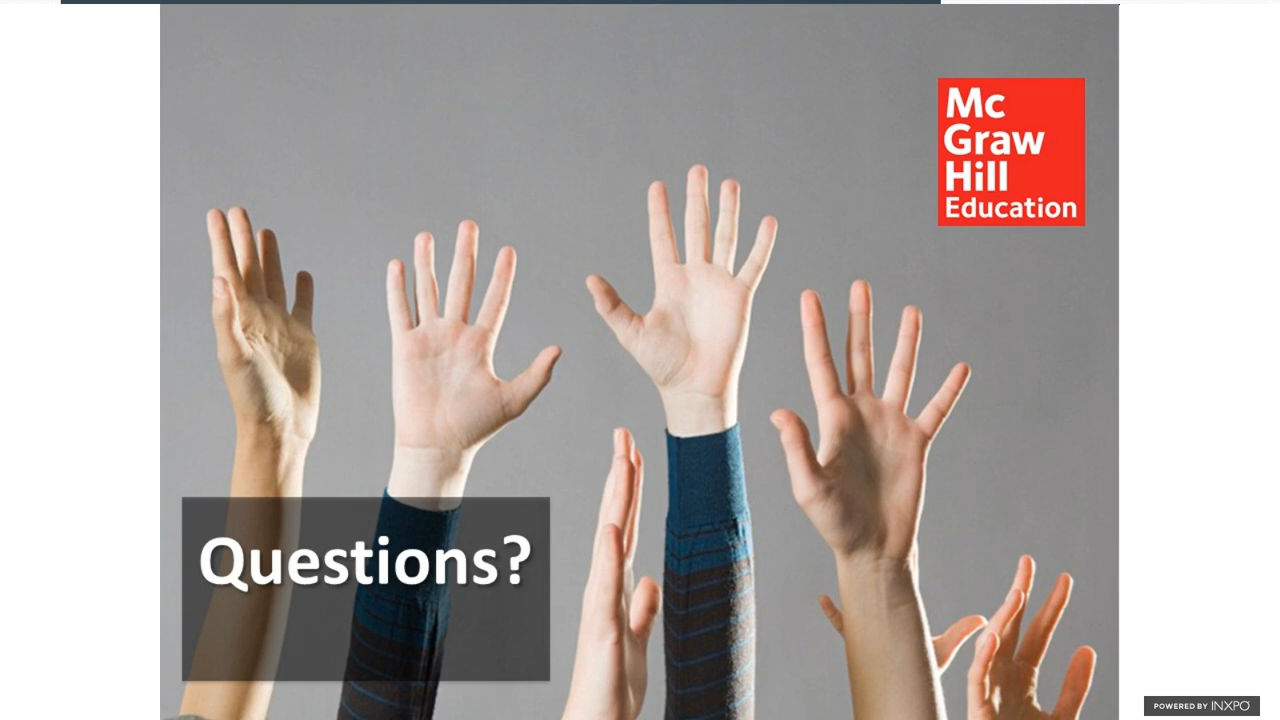 Mc
Graw
Hill
Education
Questions?
POWERED BY INXPO